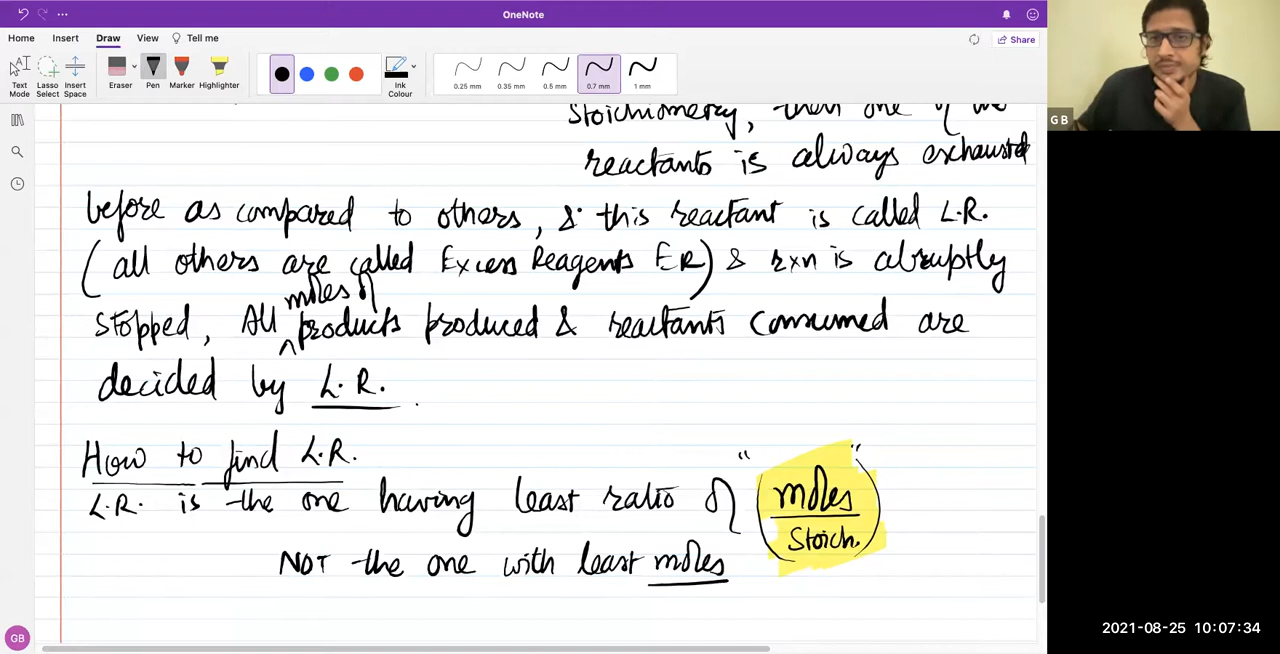 OneNote
Home Insert Draw View Tell me
Share
Text Mode
Lasso Select
Insert Space
Eraser
Pen
Marker
Highlighter
Ink Colour
0.25 mm
0.35 mm
0.5 mm
0.7 mm
1 mm
GB
Stoichiometry, then one of the
reactants is always exhausted
before as compared to others, & this reactant is called L.R.
(all others are called Excess Reagents ER) & rxn is abruptly
moles of
stopped, All products produced & reactants consumed are
decided by L.R.
How to find L.R.
L.R. is the one having least ratio of "(moles / Stoich.)"
NOT the one with least moles
2021-08-25 10:07:34
GB